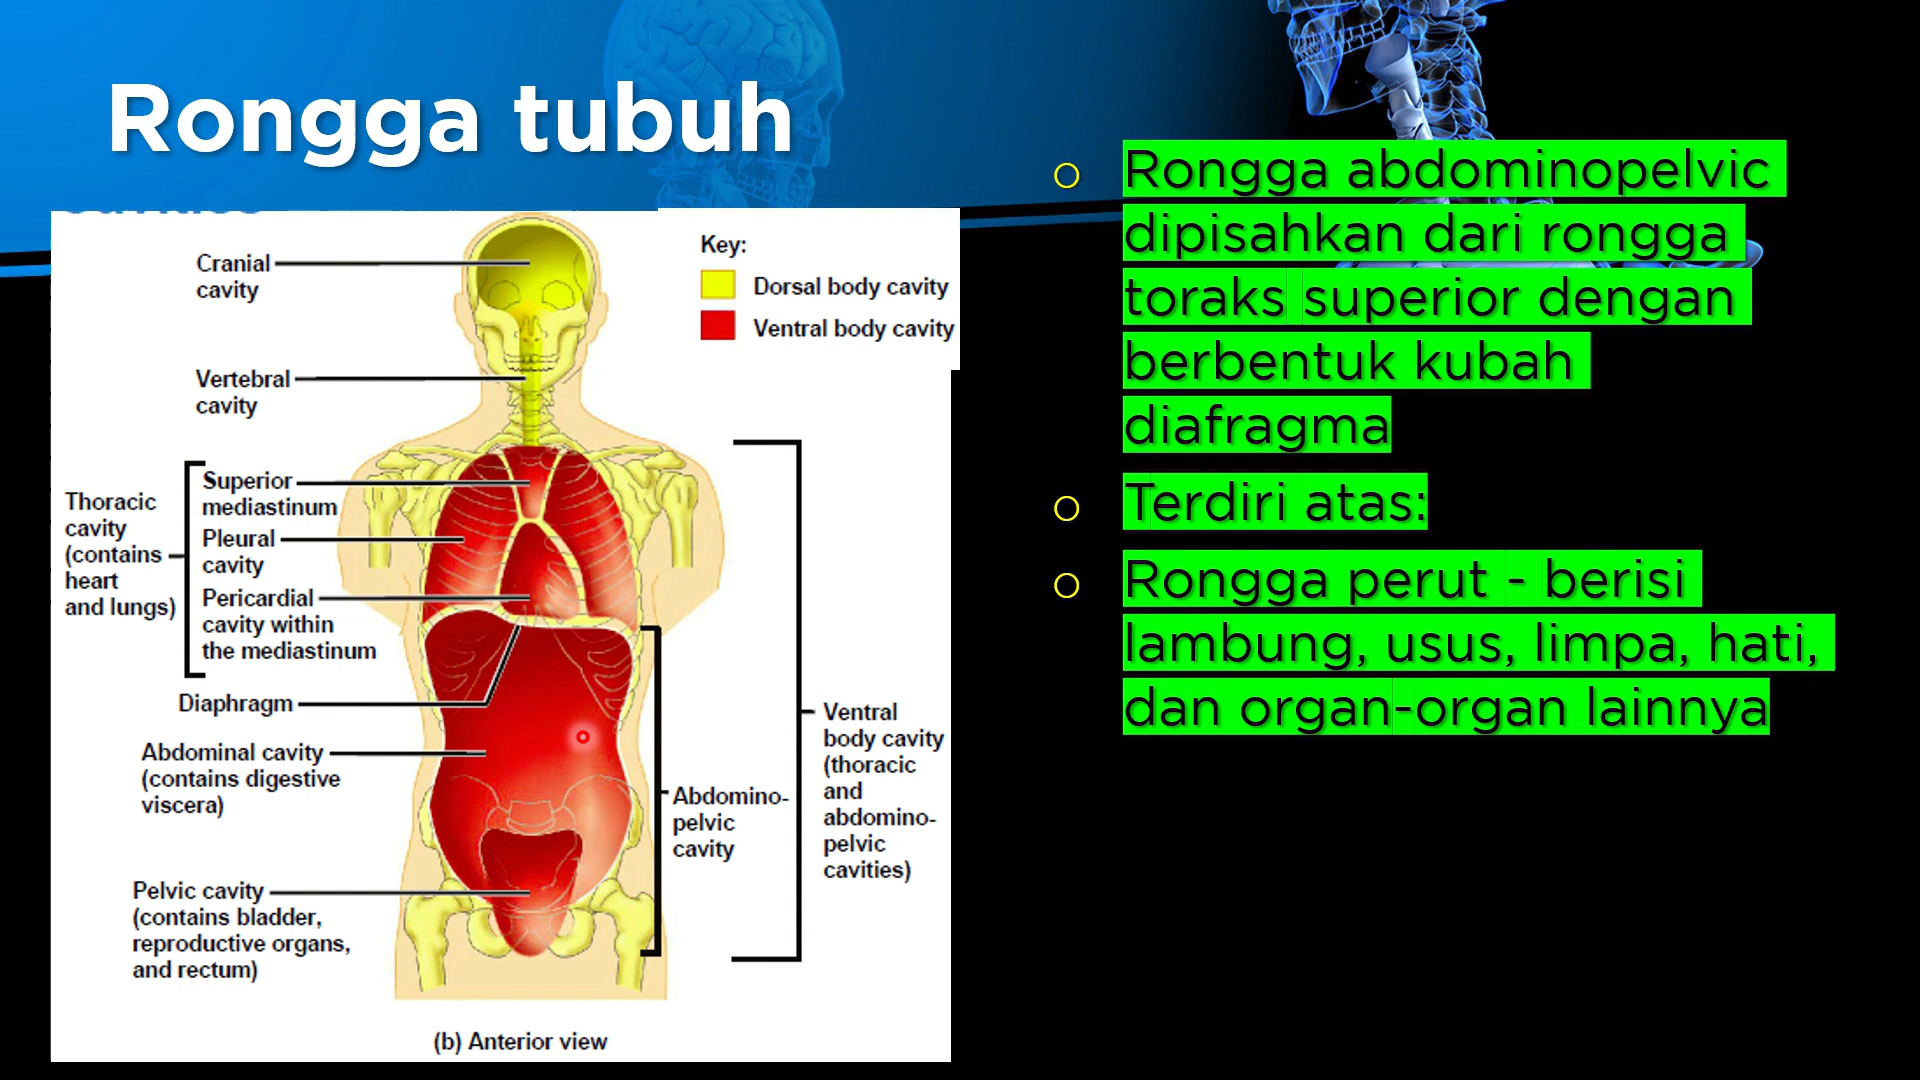 Rongga tubuh
Cranial
cavity
Vertebral
cavity
Key:
Dorsal body cavity
Ventral body cavity
Thoracic
cavity
(contains
heart
and lungs)
Superior
mediastinum
Pleural
cavity
Pericardial
cavity within
the mediastinum
Diaphragm
Abdominal cavity
(contains digestive
viscera)
Pelvic cavity
(contains bladder,
reproductive organs,
and rectum)
Abdomino-
pelvic
cavity
Ventral
body cavity
(thoracic
and
abdomino-
pelvic
cavities)
(b) Anterior view
Rongga abdominopelvic
dipisahkan dari rongga
toraks superior dengan
berbentuk kubah
diafragma
Terdiri atas:
Rongga perut - berisi
lambung, usus, limpa, hati,
dan organ-organ lainnya